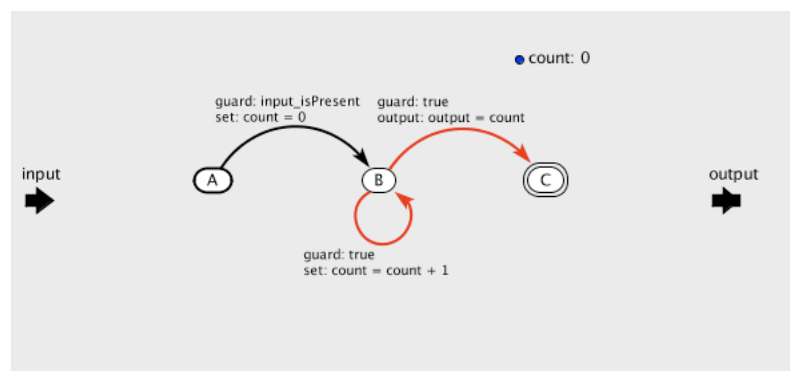 count: 0
guard: input_isPresent
set: count = 0
guard: true
output: output = count
input
A
B
C
output
guard: true
set: count = count + 1